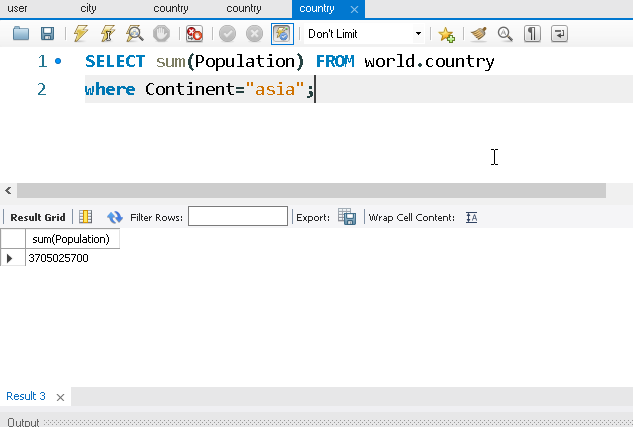 user city country country country
Don't Limit
1 SELECT sum(Population) FROM world.country
2 where Continent="asia";
Result Grid Filter Rows: Export: Wrap Cell Content:
sum(Population)
3705025700
Result 3
Output